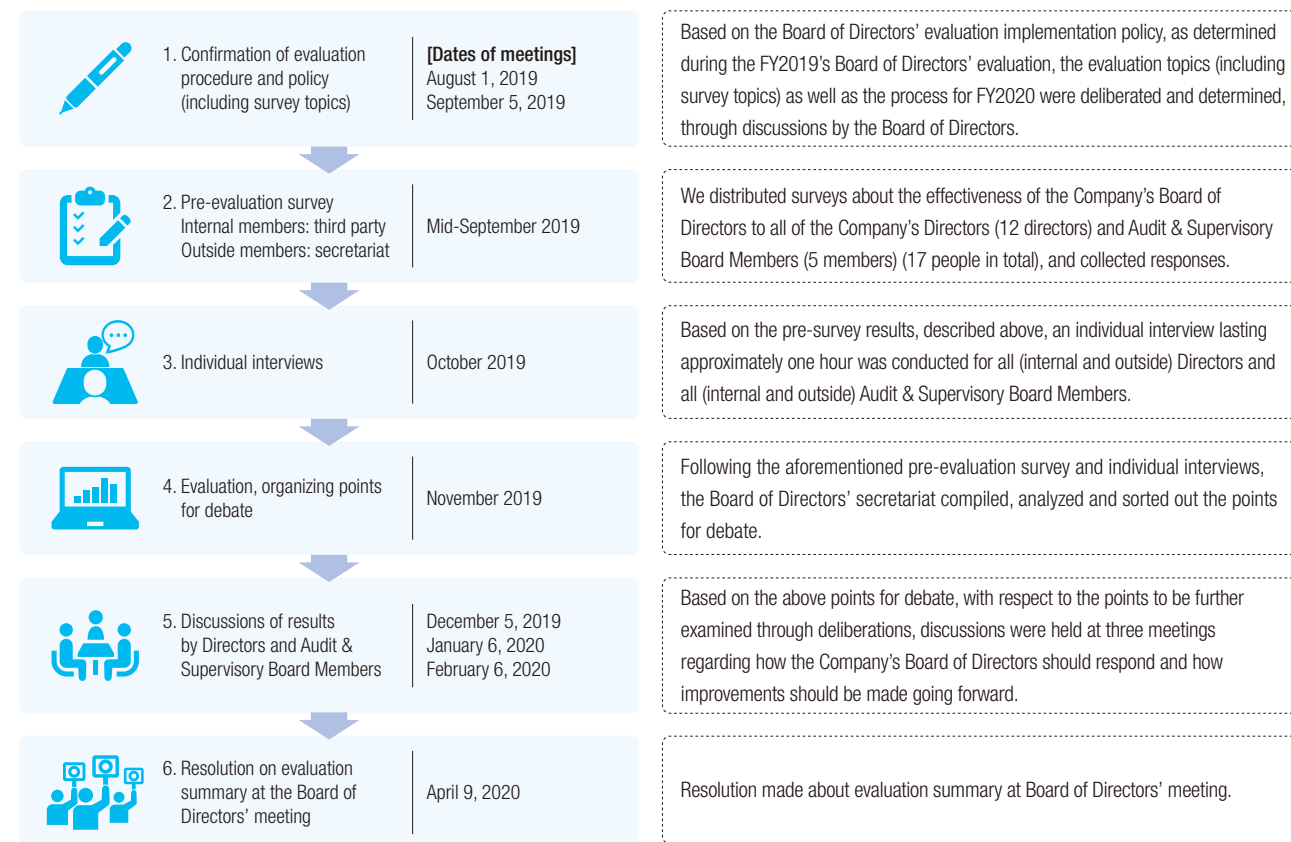 1. Confirmation of evaluation
procedure and policy
(including survey topics)
[Dates of meetings]
August 1, 2019
September 5, 2019
Based on the Board of Directors’ evaluation implementation policy, as determined
during the FY2019’s Board of Directors’ evaluation, the evaluation topics (including
survey topics) as well as the process for FY2020 were deliberated and determined,
through discussions by the Board of Directors.
2. Pre-evaluation survey
Internal members: third party
Outside members: secretariat
Mid-September 2019
We distributed surveys about the effectiveness of the Company’s Board of
Directors to all of the Company’s Directors (12 directors) and Audit & Supervisory
Board Members (5 members) (17 people in total), and collected responses.
3. Individual interviews
October 2019
Based on the pre-survey results, described above, an individual interview lasting
approximately one hour was conducted for all (internal and outside) Directors and
all (internal and outside) Audit & Supervisory Board Members.
4. Evaluation, organizing points
for debate
November 2019
Following the aforementioned pre-evaluation survey and individual interviews,
the Board of Directors’ secretariat compiled, analyzed and sorted out the points
for debate.
5. Discussions of results
by Directors and Audit &
Supervisory Board Members
December 5, 2019
January 6, 2020
February 6, 2020
Based on the above points for debate, with respect to the points to be further
examined through deliberations, discussions were held at three meetings
regarding how the Company’s Board of Directors should respond and how
improvements should be made going forward.
6. Resolution on evaluation
summary at the Board of
Directors’ meeting
April 9, 2020
Resolution made about evaluation summary at Board of Directors’ meeting.